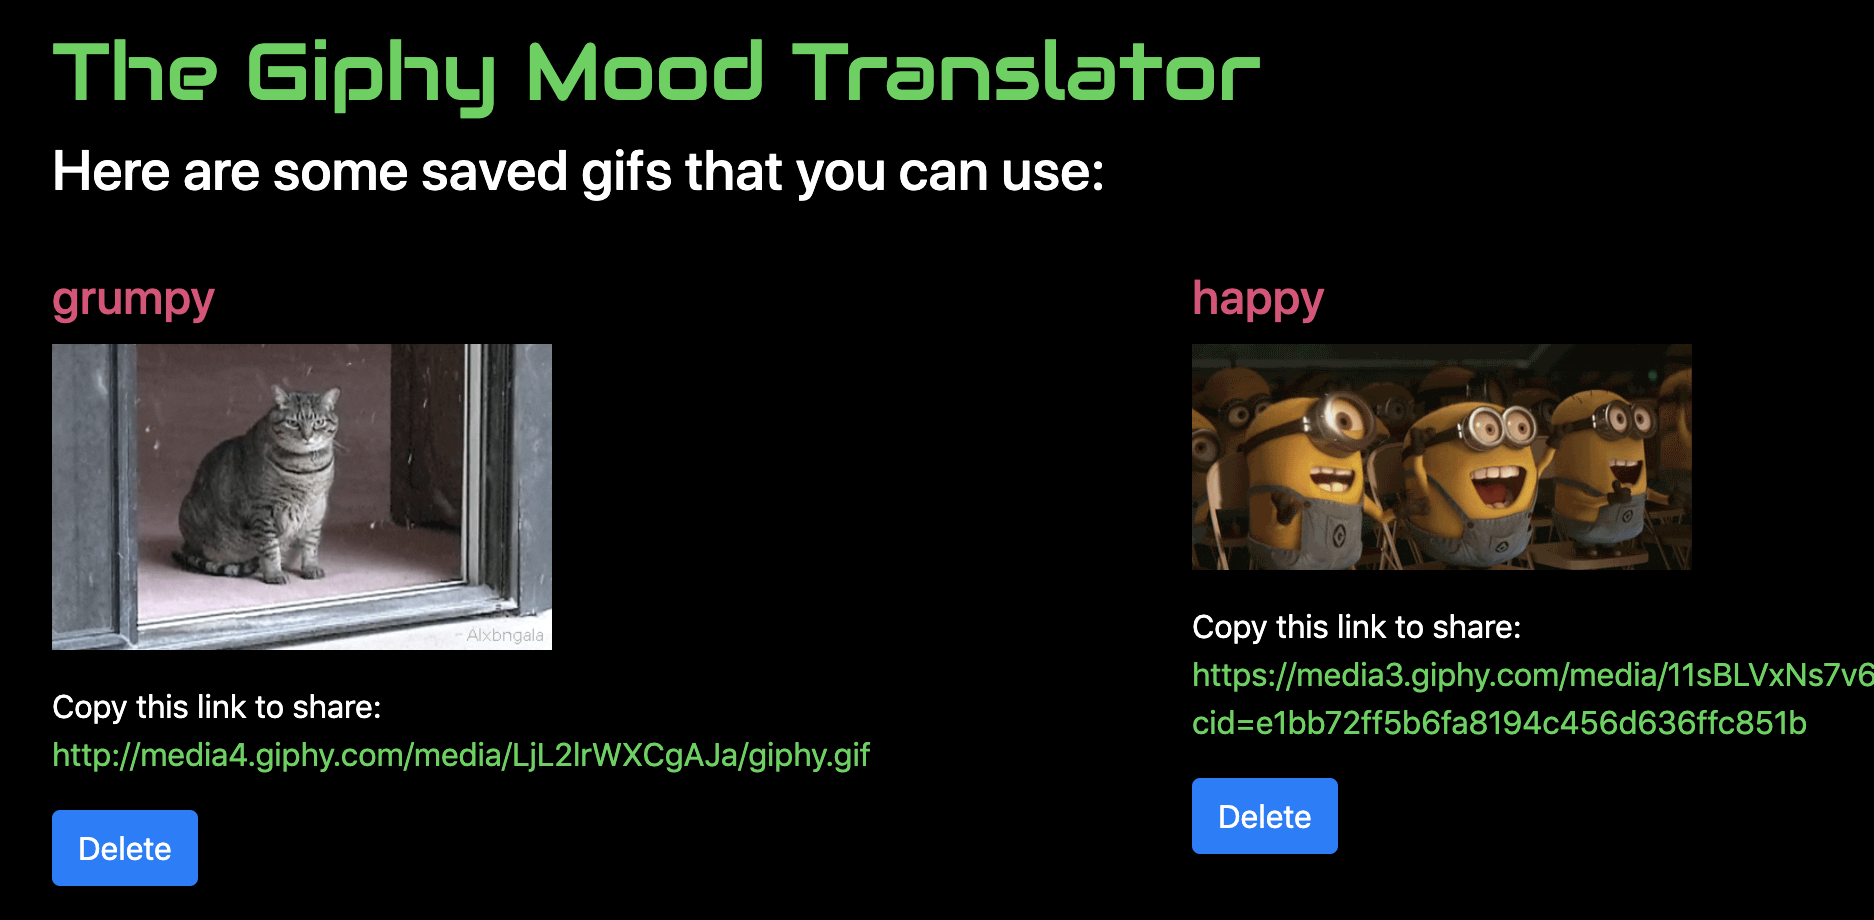 The Giphy Mood Translator
Here are some saved gifs that you can use:
grumpy
~ Alxbngala
Copy this link to share:
http://media4.giphy.com/media/LjL2lrWXCgAJa/giphy.gif
Delete
happy
Copy this link to share:
https://media3.giphy.com/media/11sBLVxNs7v6
cid=e1bb72ff5b6fa8194c456d636ffc851b
Delete